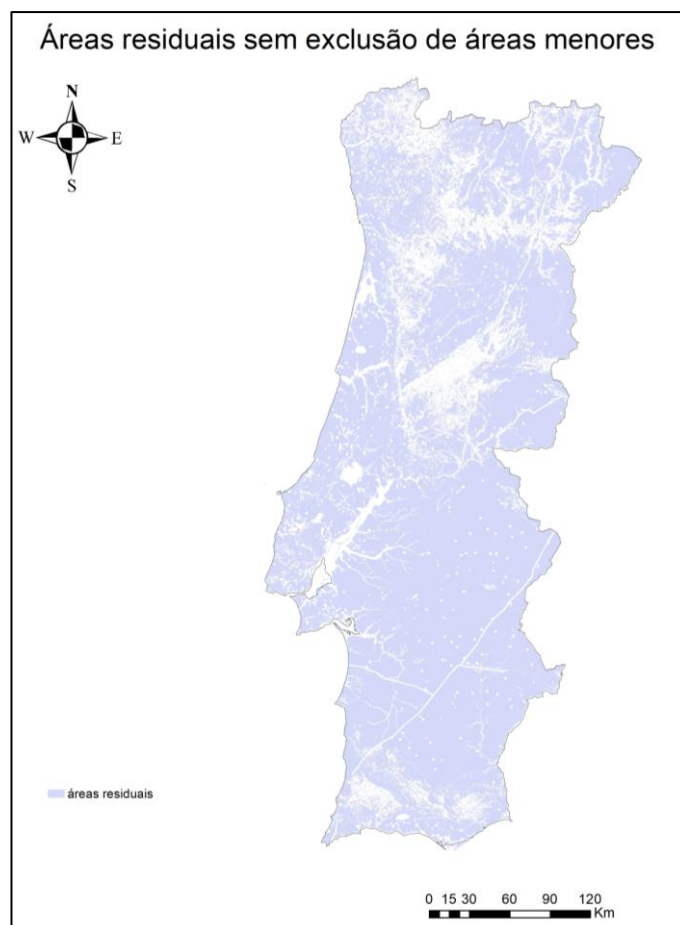 Áreas residuais sem exclusão de áreas menores
N
W E
S
áreas residuais
0 15 30 60 90 120
Km